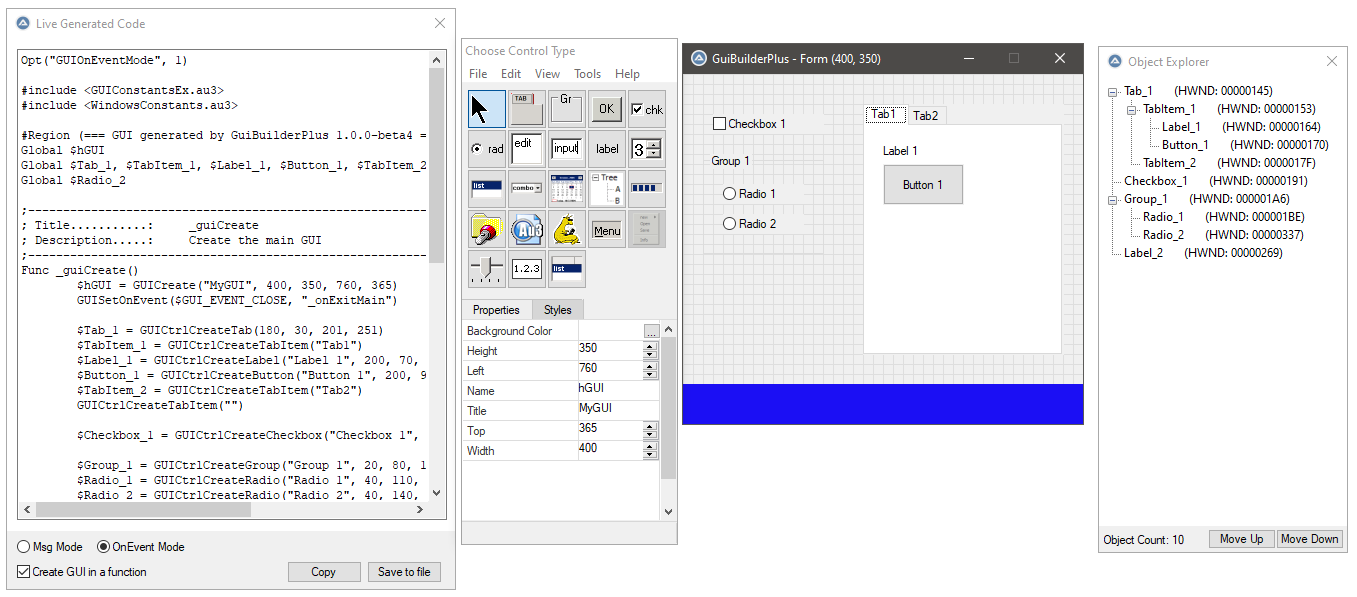 Live Generated Code
Opt("GUIOnEventMode", 1)
#include <GUIConstantsEx.au3>
#include <WindowsConstants.au3>
#Region (=== GUI generated by GuiBuilderPlus 1.0.0-beta4 =
Global $hGUI
Global $Tab_1, $TabItem_1, $Label_1, $Button_1, $TabItem_2
Global $Radio_2
;------------------------------------------------------
; Title...........:     _guiCreate
; Description.....:     Create the main GUI
;------------------------------------------------------
Func _guiCreate()
$hGUI = GUICreate("MyGUI", 400, 350, 760, 365)
GUISetOnEvent($GUI_EVENT_CLOSE, "_onExitMain")
$Tab_1 = GUICtrlCreateTab(180, 30, 201, 251)
$TabItem_1 = GUICtrlCreateTabItem("Tab1")
$Label_1 = GUICtrlCreateLabel("Label 1", 200, 70,
$Button_1 = GUICtrlCreateButton("Button 1", 200, 9
$TabItem_2 = GUICtrlCreateTabItem("Tab2")
GUICtrlCreateTabItem("")
$Checkbox_1 = GUICtrlCreateCheckbox("Checkbox 1",
$Group_1 = GUICtrlCreateGroup("Group 1", 20, 80, 1
$Radio_1 = GUICtrlCreateRadio("Radio 1", 40, 110,
$Radio_2 = GUICtrlCreateRadio("Radio 2", 40, 140,
Msg Mode OnEvent Mode
Create GUI in a function Copy Save to file
Choose Control Type
File Edit View Tools Help
TAB Gr OK chk
rad edit input label 3
list combo Tree A B
Menu
1.2.3 list
Properties Styles
Background Color ...
Height 350
Left 760
Name hGUI
Title MyGUI
Top 365
Width 400
GuiBuilderPlus - Form (400, 350)
Tab1 Tab2
Checkbox 1
Label 1
Group 1
Button 1
Radio 1
Radio 2
Object Explorer
Tab_1 (HWND: 00000145)
TabItem_1 (HWND: 00000153)
Label_1 (HWND: 00000164)
Button_1 (HWND: 00000170)
TabItem_2 (HWND: 0000017F)
Checkbox_1 (HWND: 00000191)
Group_1 (HWND: 000001A6)
Radio_1 (HWND: 000001BE)
Radio_2 (HWND: 00000337)
Label_2 (HWND: 00000269)
Object Count: 10 Move Up Move Down